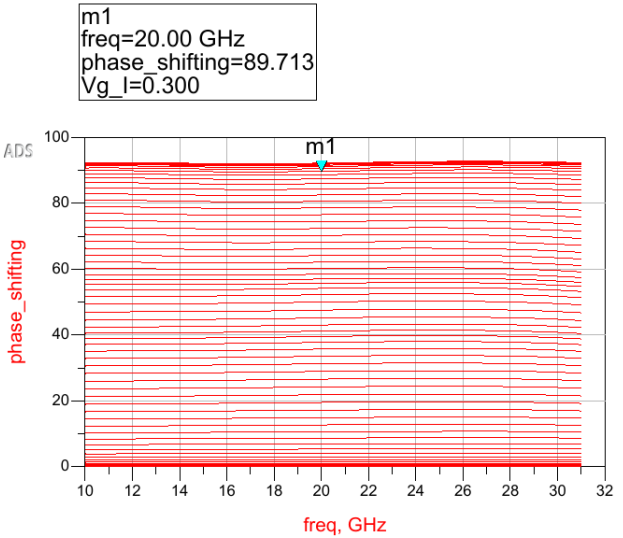 m1
freq=20.00 GHz
phase_shifting=89.713
Vg_I=0.300
ADS
m1
100
80
60
40
20
0
phase_shifting
10 12 14 16 18 20 22 24 26 28 30 32
freq, GHz